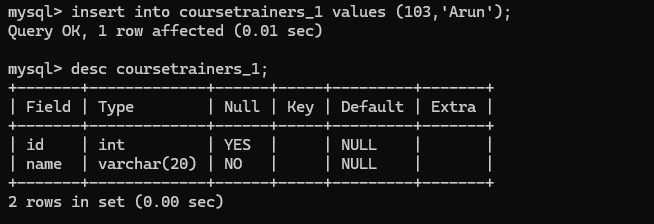 mysql> insert into coursetrainers_1 values (103,'Arun');
Query OK, 1 row affected (0.01 sec)

mysql> desc coursetrainers_1;
+-------+-------------+------+-----+---------+-------+
| Field | Type        | Null | Key | Default | Extra |
+-------+-------------+------+-----+---------+-------+
| id    | int         | YES  |     | NULL    |       |
| name  | varchar(20) | NO   |     | NULL    |       |
+-------+-------------+------+-----+---------+-------+
2 rows in set (0.00 sec)